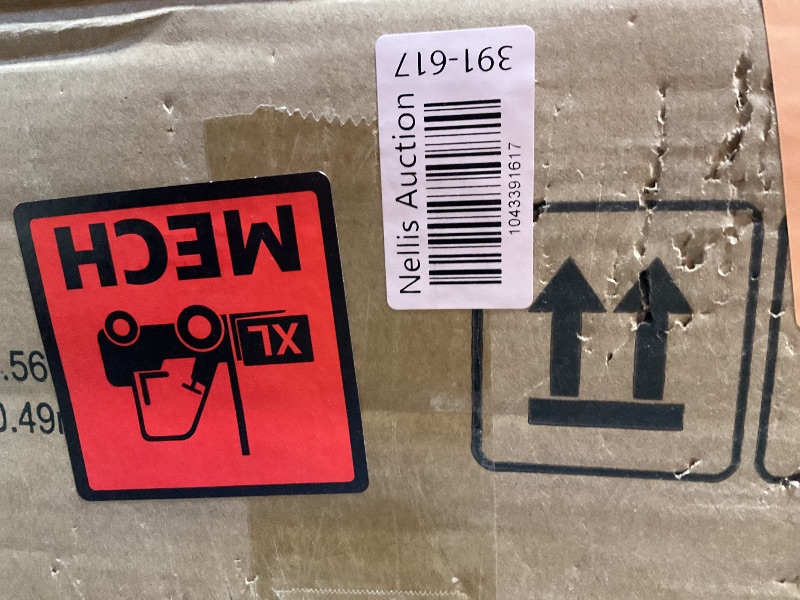 391-617
Nellis Auction
1043391617
MECH
XL
.56
0.49